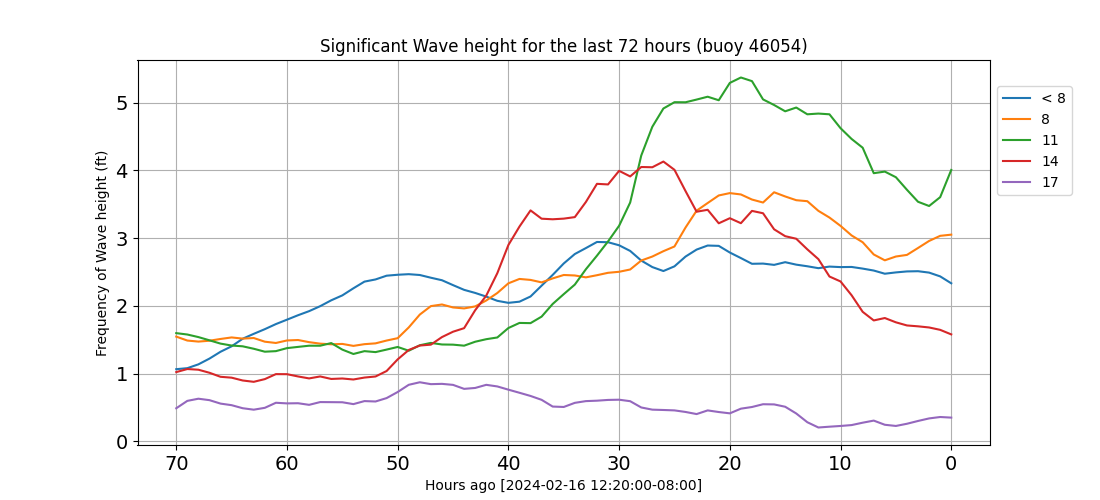 Significant Wave height for the last 72 hours (buoy 46054)
Frequency of Wave height (ft)
5
4
3
2
1
0
70 60 50 40 30 20 10 0
Hours ago [2024-02-16 12:20:00-08:00]
< 8
8
11
14
17